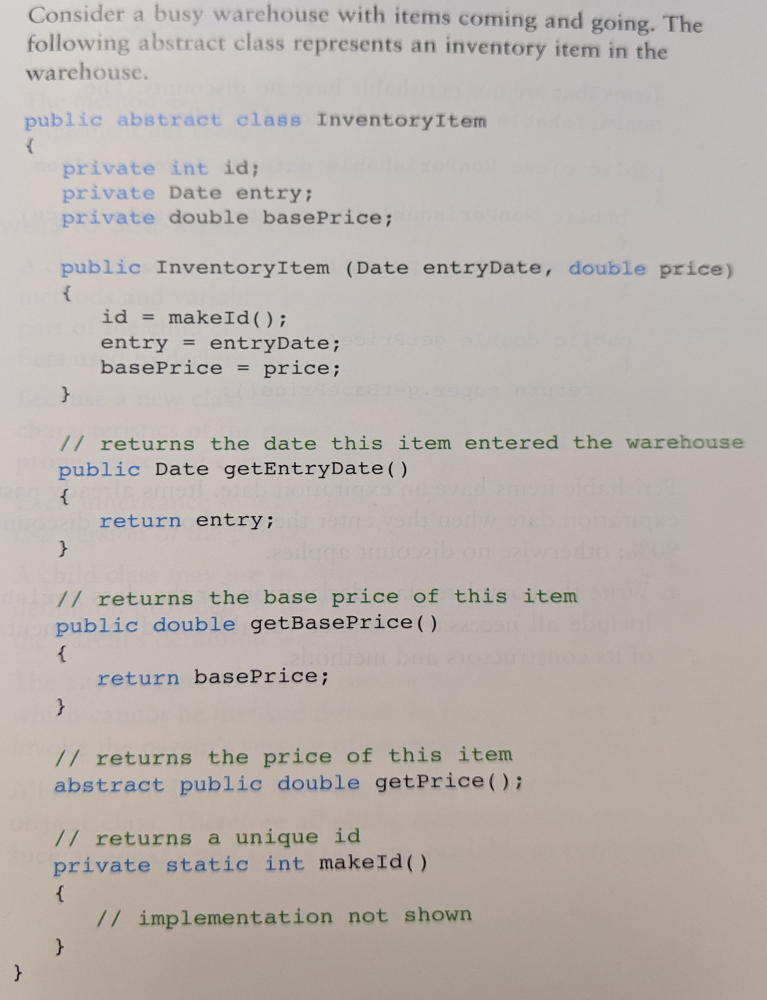 Consider a busy warehouse with items coming and going. The
following abstract class represents an inventory item in the
warehouse.
public abstract class InventoryItem
{
private int id;
private Date entry;
private double basePrice;
public InventoryItem (Date entryDate, double price)
{
id = makeId();
entry = entryDate;
basePrice = price;
}
// returns the date this item entered the warehouse
public Date getEntryDate()
{
return entry;
}
// returns the base price of this item
public double getBasePrice()
{
return basePrice;
}
// returns the price of this item
abstract public double getPrice();
// returns a unique id
private static int makeId()
{
// implementation not shown
}
}